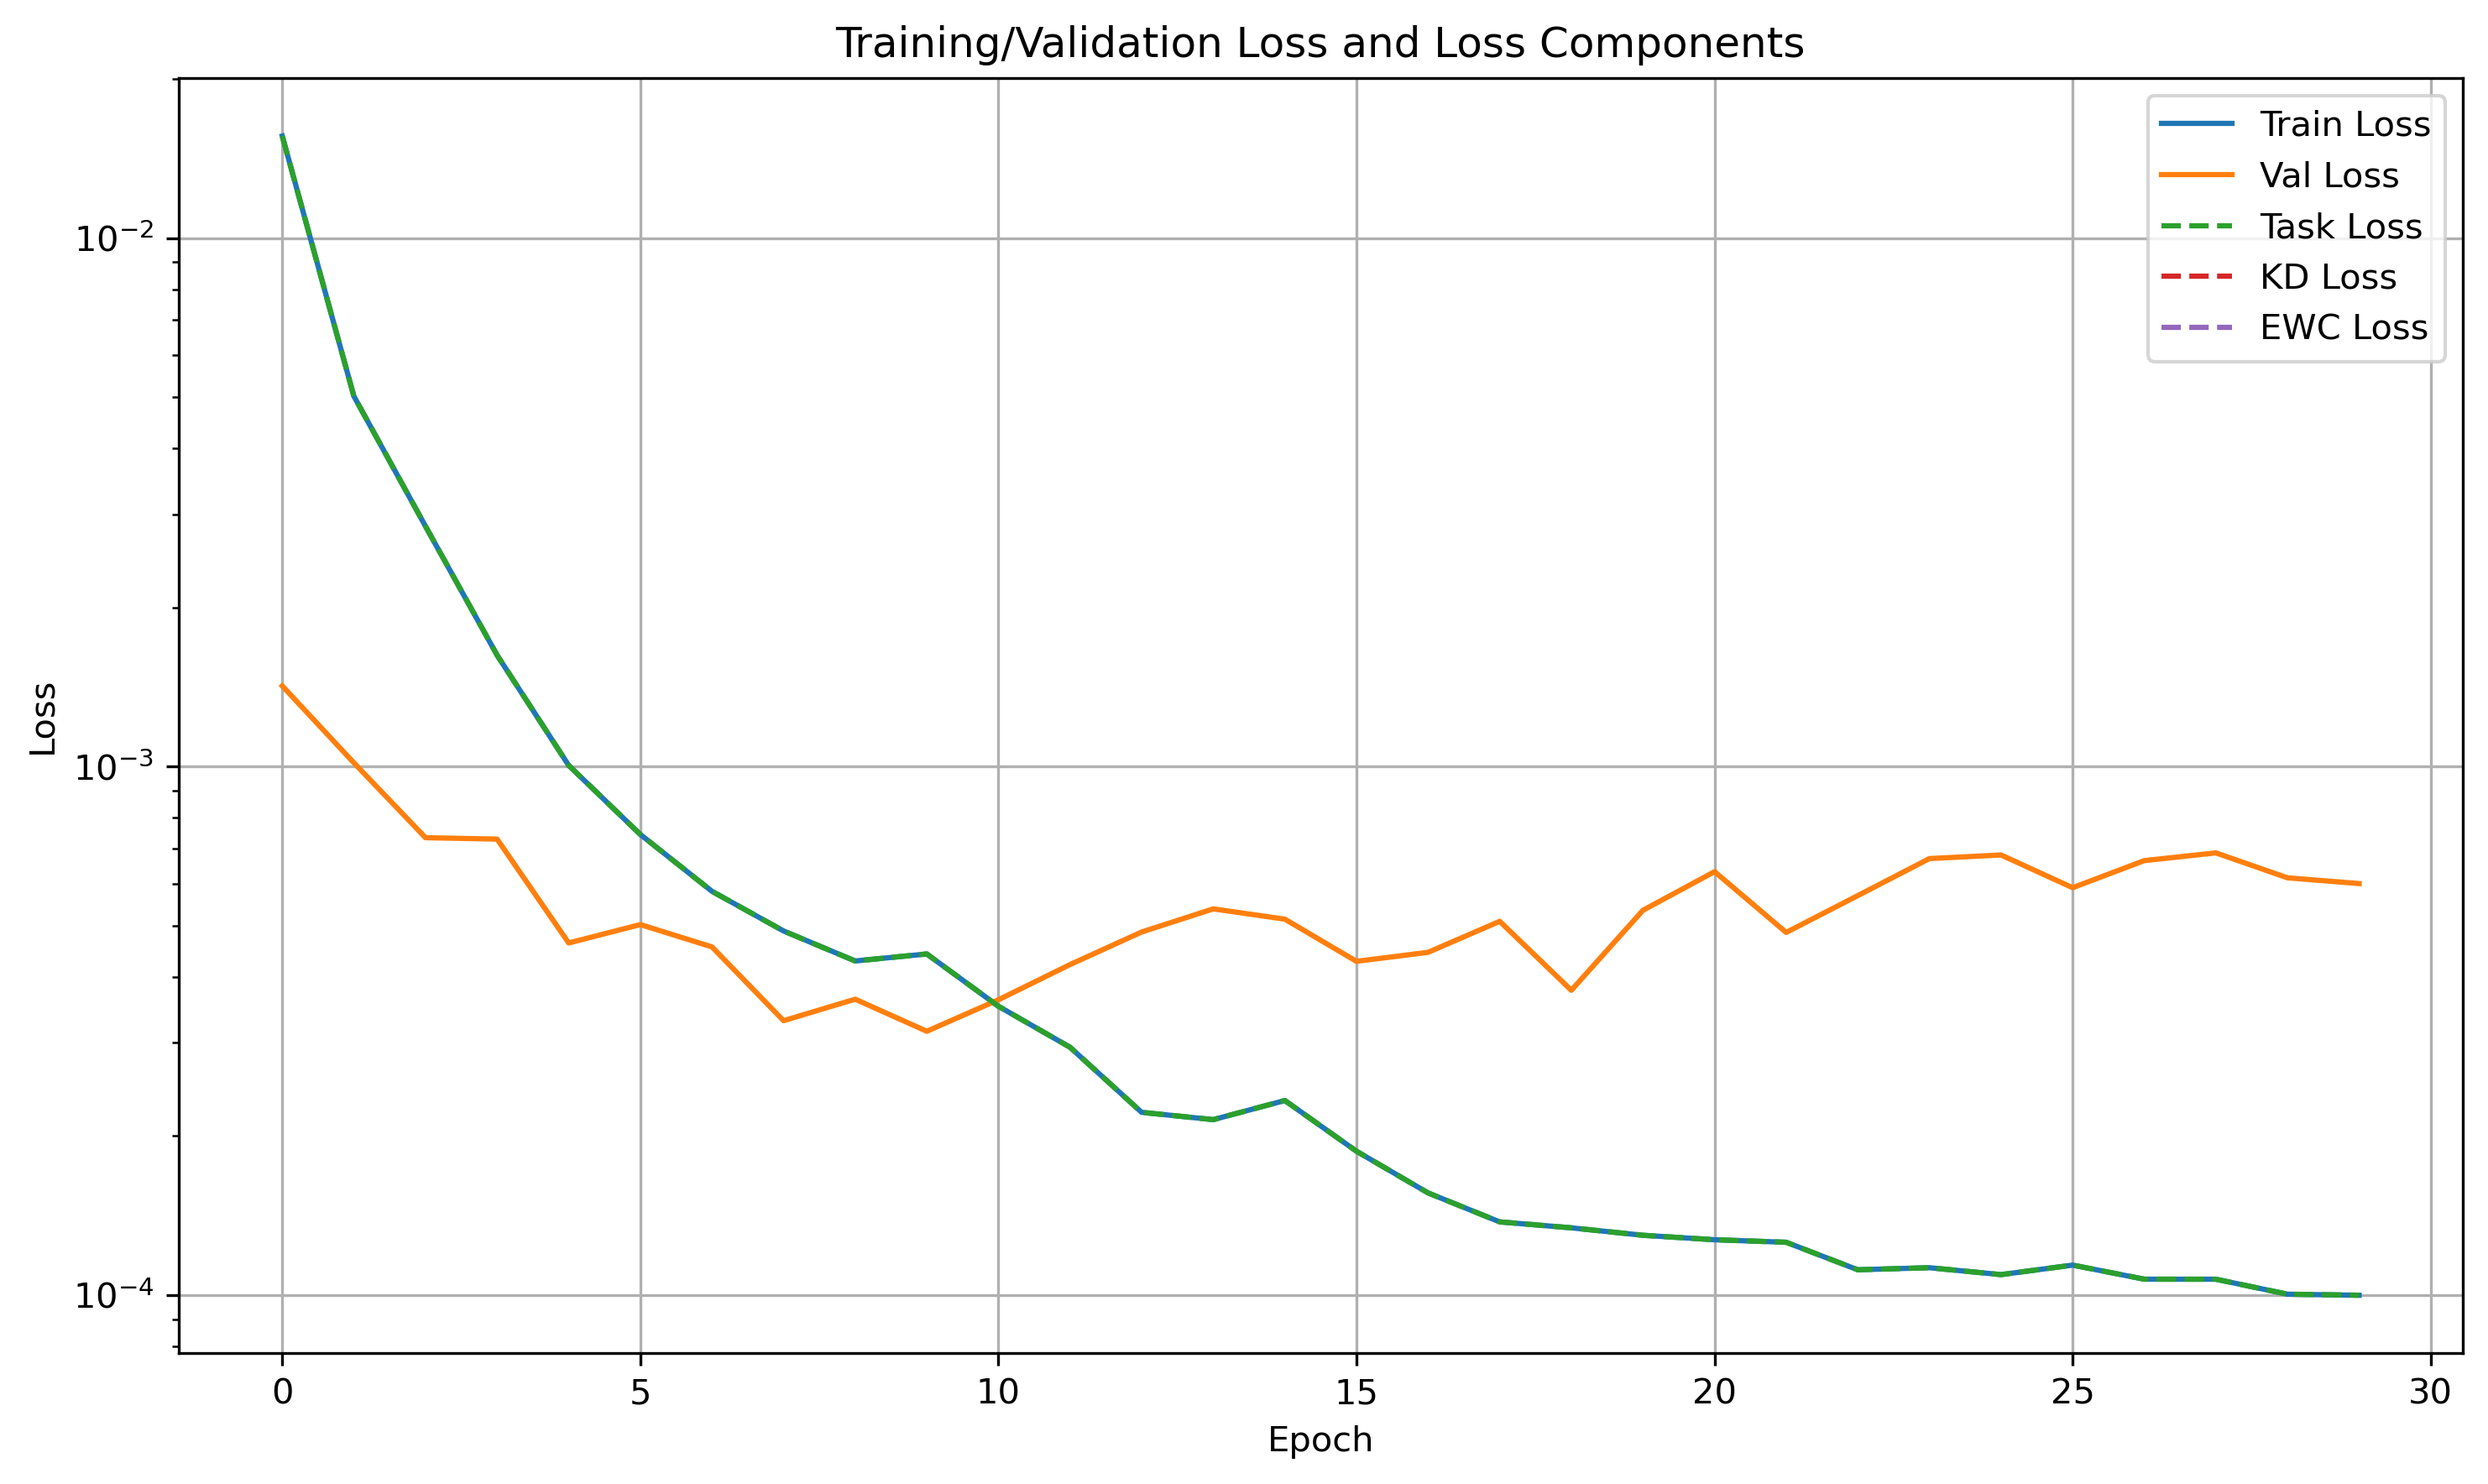 Training/Validation Loss and Loss Components
Train Loss
Val Loss
Task Loss
KD Loss
EWC Loss
10⁻²
10⁻³
10⁻⁴
Loss
0 5 10 15 20 25 30
Epoch